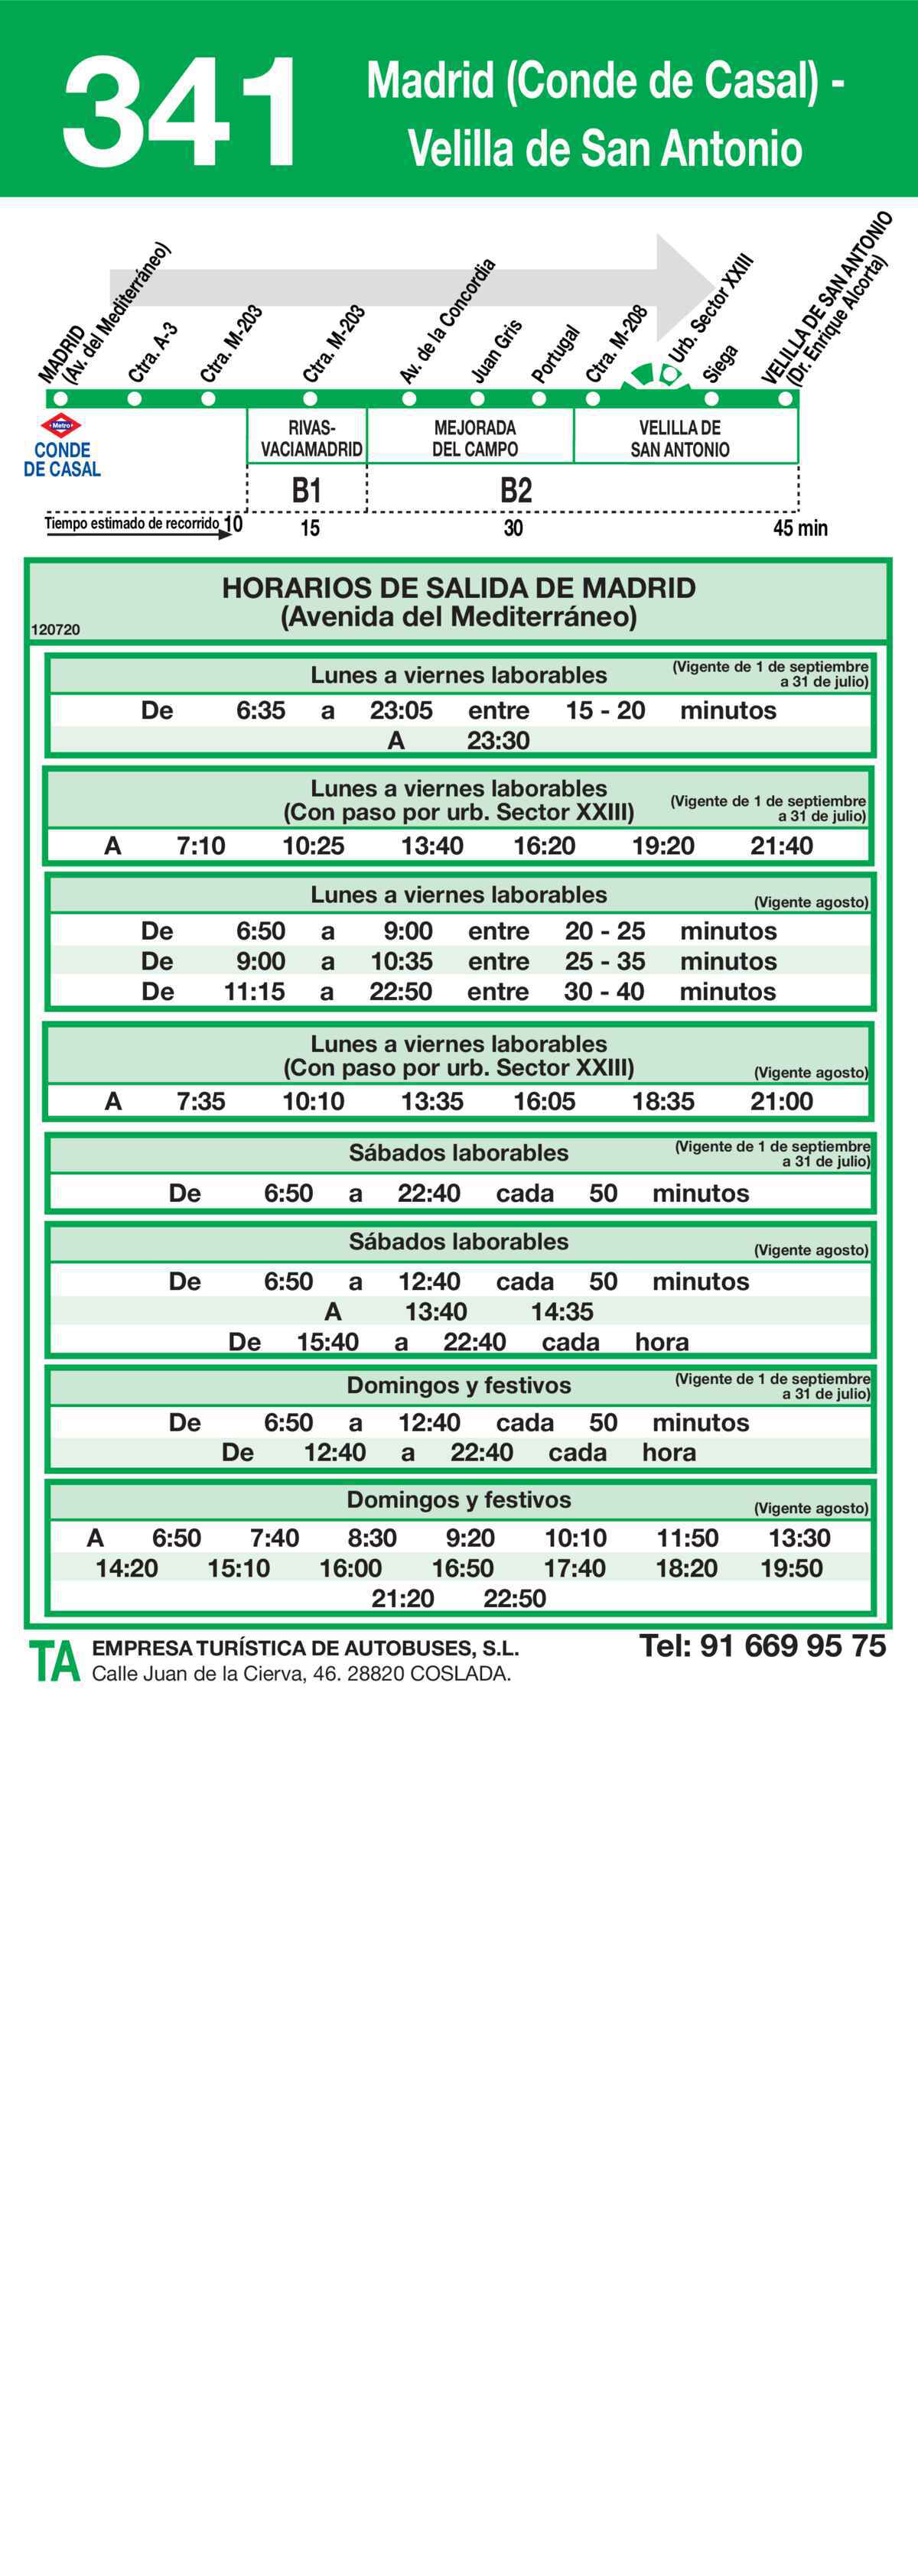 341
Madrid (Conde de Casal) -
Velilla de San Antonio
MADRID
(Av. del Mediterráneo)
Ctra. A-3
Ctra. M-203
Ctra. M-203
Av. de la Concordia
Juan Gris
Portugal
Ctra. M-208
Urb. Sector XXIII
Siega
VELILLA DE SAN ANTONIO
(Dr. Enrique Alcorta)
Metro
CONDE
DE CASAL
RIVAS-
VACIAMADRID
MEJORADA
DEL CAMPO
VELILLA DE
SAN ANTONIO
B1
B2
Tiempo estimado de recorrido 10 15 30 45 min
HORARIOS DE SALIDA DE MADRID
(Avenida del Mediterráneo)
120720
Lunes a viernes laborables
(Vigente de 1 de septiembre
a 31 de julio)
De 6:35 a 23:05 entre 15 - 20 minutos
A 23:30
Lunes a viernes laborables
(Con paso por urb. Sector XXIII)
(Vigente de 1 de septiembre
a 31 de julio)
A 7:10 10:25 13:40 16:20 19:20 21:40
Lunes a viernes laborables
(Vigente agosto)
De 6:50 a 9:00 entre 20 - 25 minutos
De 9:00 a 10:35 entre 25 - 35 minutos
De 11:15 a 22:50 entre 30 - 40 minutos
Lunes a viernes laborables
(Con paso por urb. Sector XXIII)
(Vigente agosto)
A 7:35 10:10 13:35 16:05 18:35 21:00
Sábados laborables
(Vigente de 1 de septiembre
a 31 de julio)
De 6:50 a 22:40 cada 50 minutos
Sábados laborables
(Vigente agosto)
De 6:50 a 12:40 cada 50 minutos
A 13:40 14:35
De 15:40 a 22:40 cada hora
Domingos y festivos
(Vigente de 1 de septiembre
a 31 de julio)
De 6:50 a 12:40 cada 50 minutos
De 12:40 a 22:40 cada hora
Domingos y festivos
(Vigente agosto)
A 6:50 7:40 8:30 9:20 10:10 11:50 13:30
14:20 15:10 16:00 16:50 17:40 18:20 19:50
21:20 22:50
TA
EMPRESA TURÍSTICA DE AUTOBUSES, S.L.
Calle Juan de la Cierva, 46. 28820 COSLADA.
Tel: 91 669 95 75